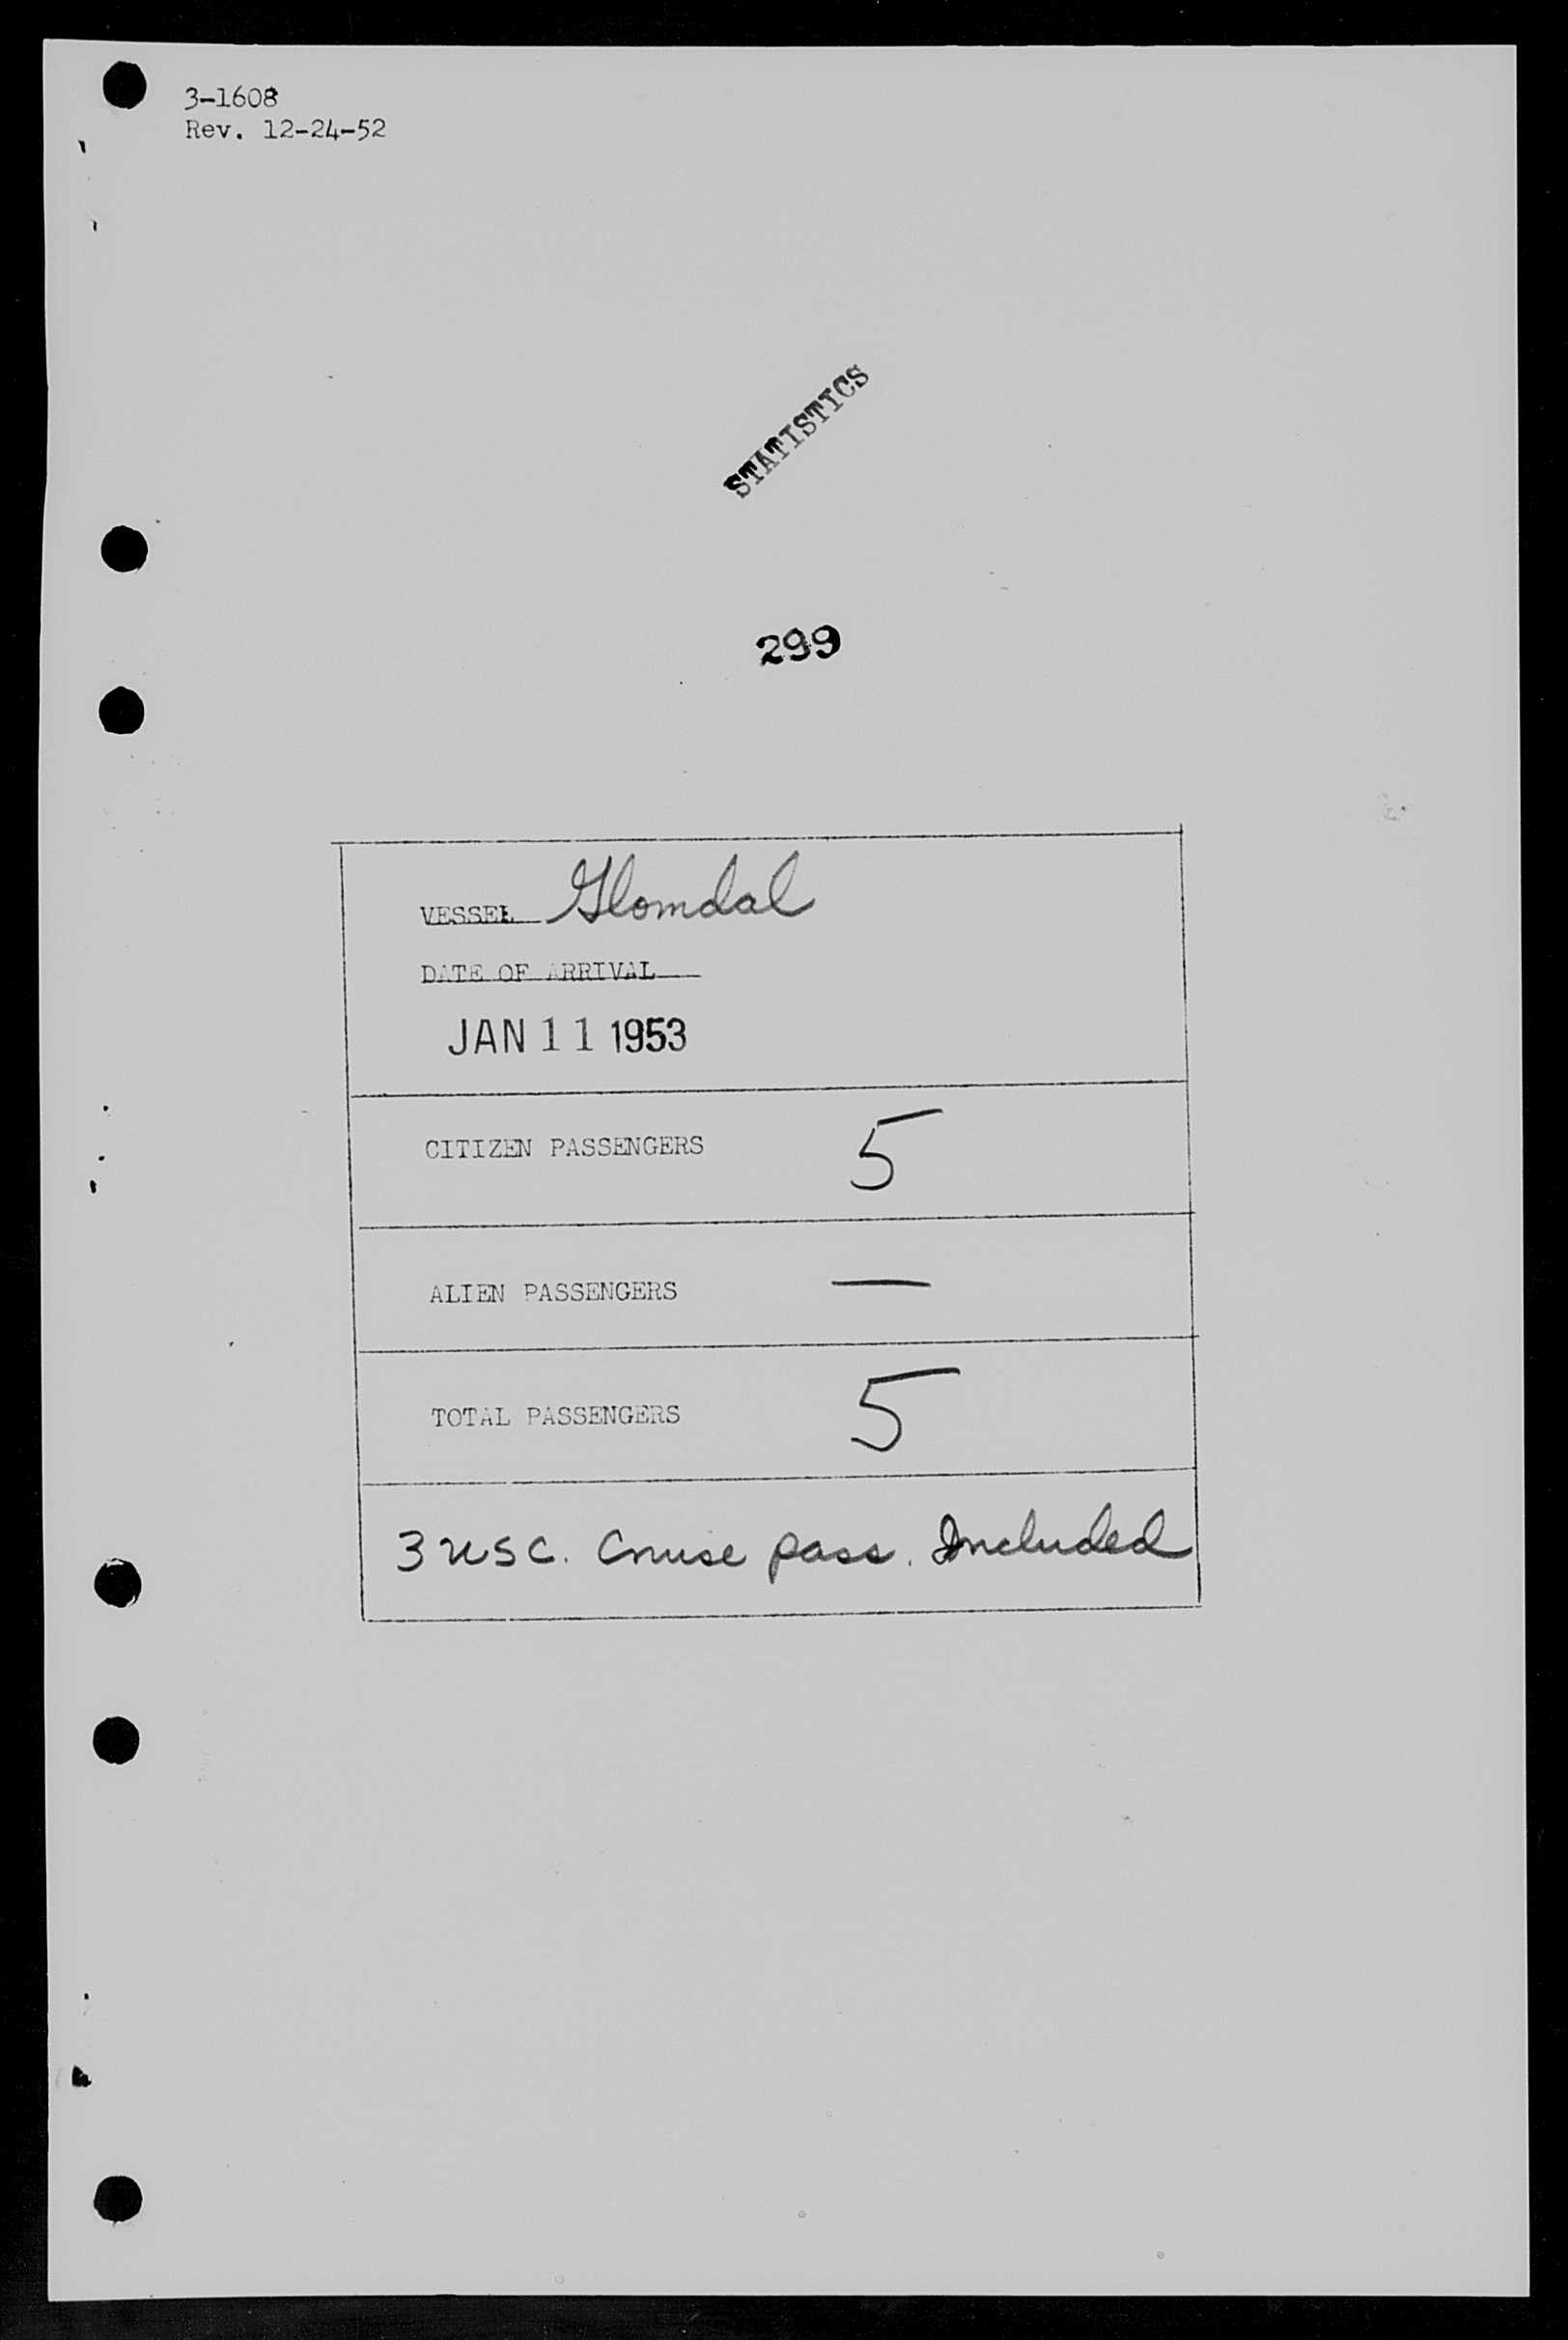 3-1608
Rev. 12-24-52
STATISTICS
299
VESSEL Glomdal
DATE OF ARRIVAL
JAN 11 1953
CITIZEN PASSENGERS 5
ALIEN PASSENGERS —
TOTAL PASSENGERS 5
3 USC. Cruise pass. Included